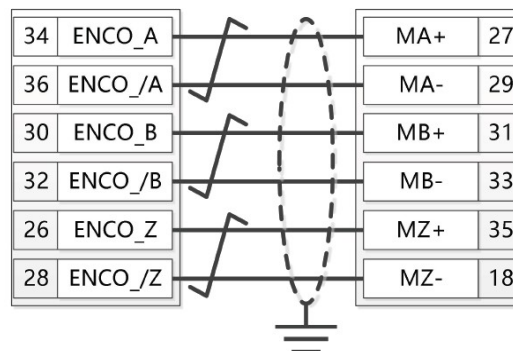 34 ENCO_A MA+ 27
36 ENCO_/A MA- 29
30 ENCO_B MB+ 31
32 ENCO_/B MB- 33
26 ENCO_Z MZ+ 35
28 ENCO_/Z MZ- 18